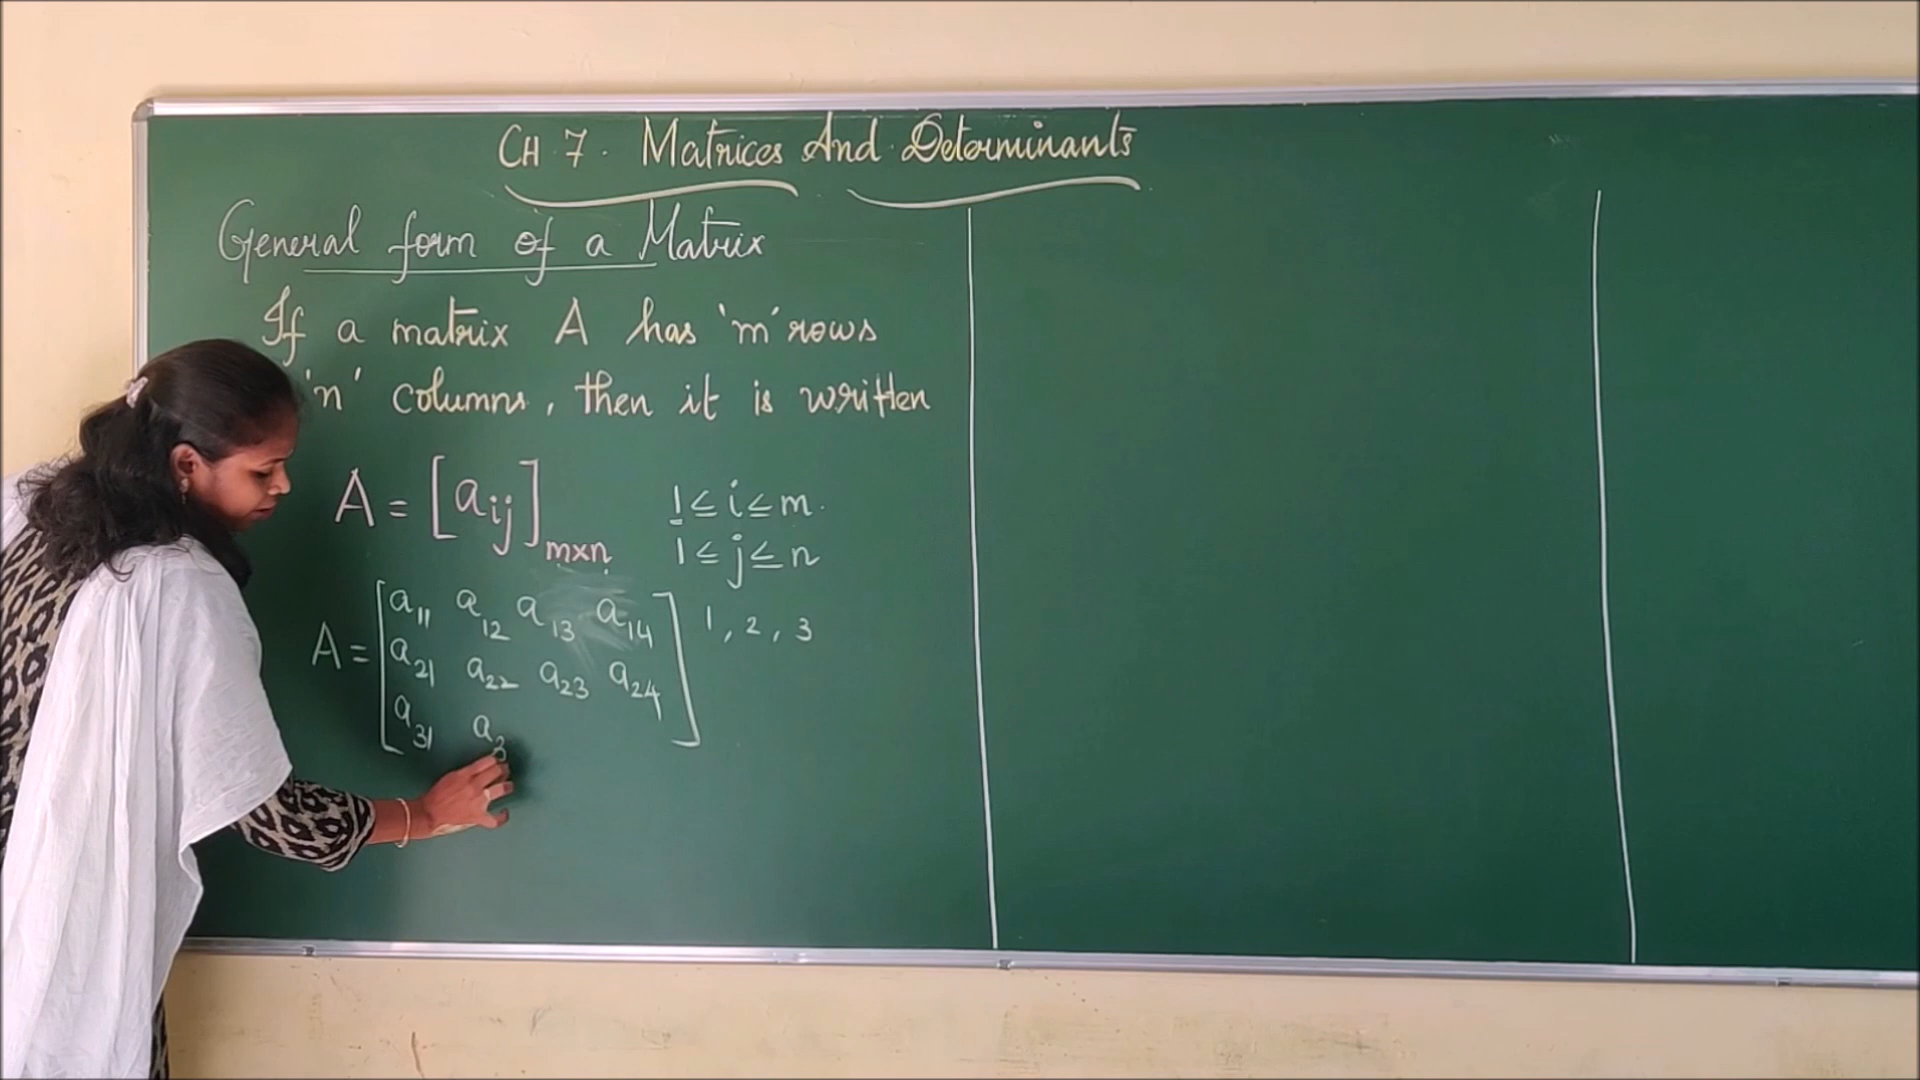 CH 7. Matrices And Determinants
General form of a Matrix
If a matrix A has 'm' rows
'n' columns, then it is written
A = [aij]m×n 1 ≤ i ≤ m.
1 ≤ j ≤ n
a11 a12 a13 a14 1, 2, 3
A = a21 a22 a23 a24
a31 a3